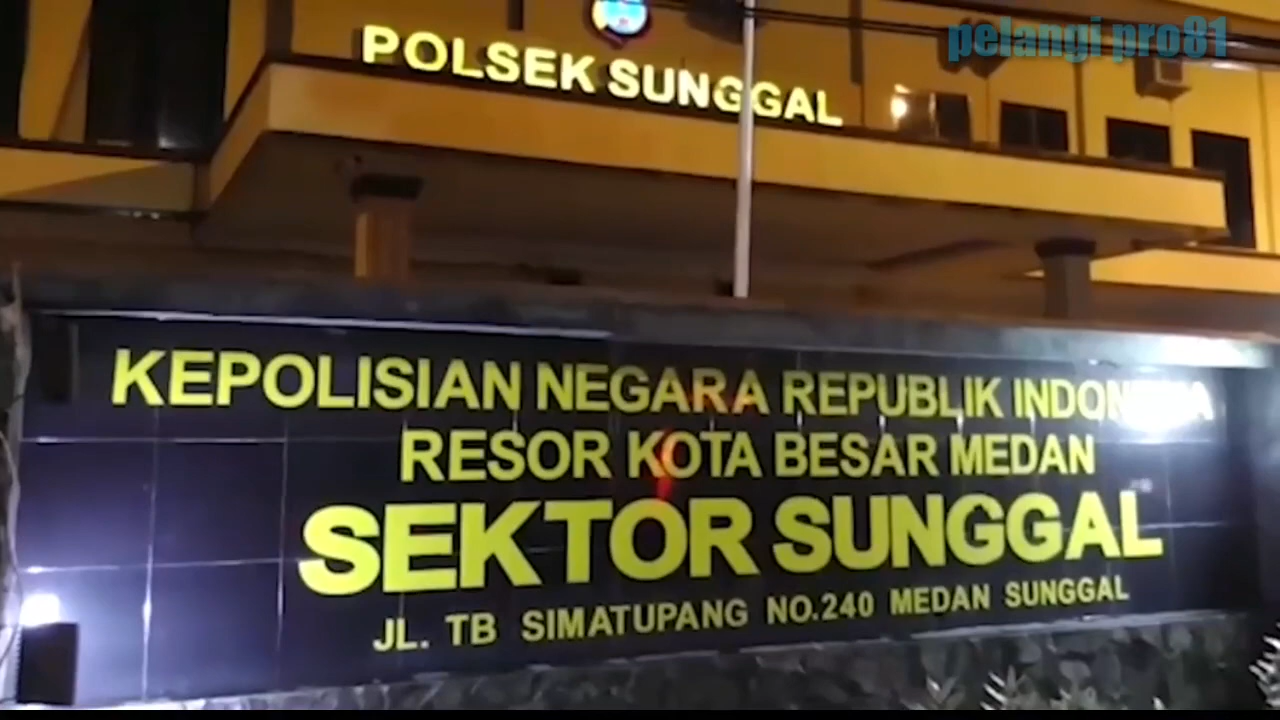 pelangi pro81
POLSEK SUNGGAL
KEPOLISIAN NEGARA REPUBLIK INDONESIA
RESOR KOTA BESAR MEDAN
SEKTOR SUNGGAL
JL. TB SIMATUPANG NO.240 MEDAN SUNGGAL